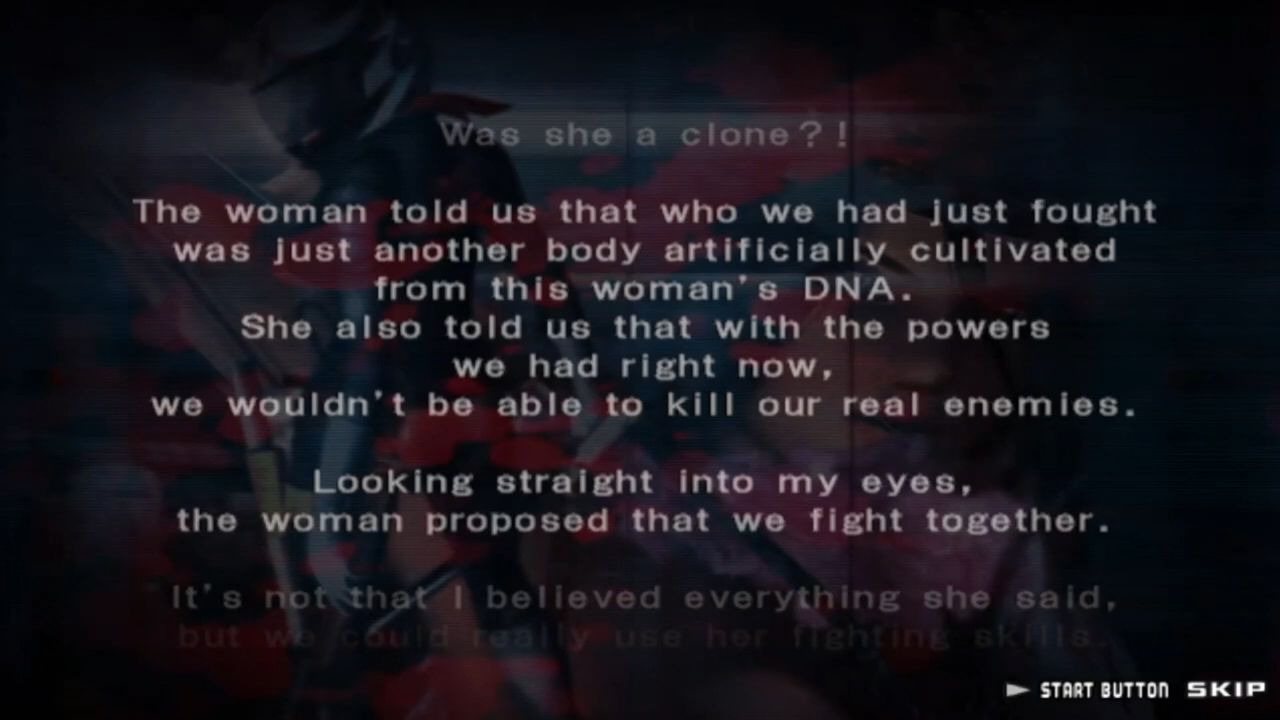 Was she a clone?!
The woman told us that who we had just fought
was just another body artificially cultivated
from this woman's DNA.
She also told us that with the powers
we had right now,
we wouldn't be able to kill our real enemies.
Looking straight into my eyes,
the woman proposed that we fight together.
It's not that I believed everything she said,
but we could really use her fighting skills.
START BUTTON SKIP